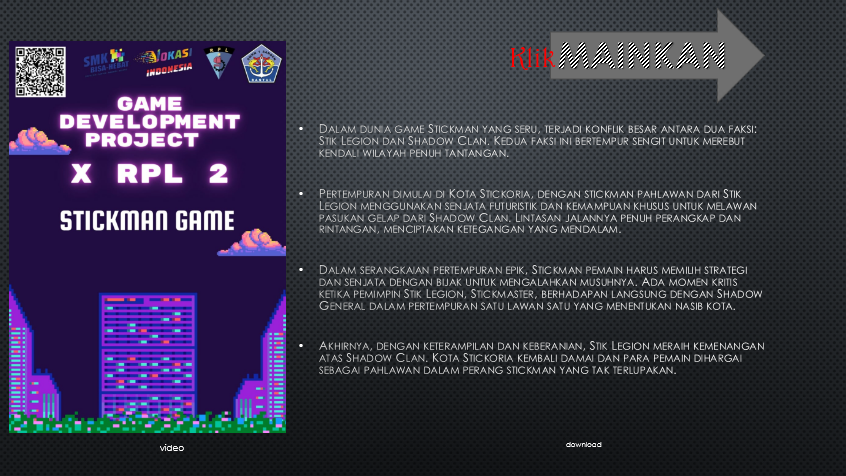 SMK
BISA-HEBAT
VOKASI
INDONESIA
RPL
BANTUL
GAME
DEVELOPMENT
PROJECT
X RPL 2
STICKMAN GAME
Klik MAINKAN
• Dalam dunia game Stickman yang seru, terjadi konflik besar antara dua faksi:
Stik Legion dan Shadow Clan. Kedua faksi ini bertempur sengit untuk merebut
kendali wilayah penuh tantangan.
• Pertempuran dimulai di Kota Stickoria, dengan stickman pahlawan dari Stik
Legion menggunakan senjata futuristik dan kemampuan khusus untuk melawan
pasukan gelap dari Shadow Clan. Lintasan jalannya penuh perangkap dan
rintangan, menciptakan ketegangan yang mendalam.
• Dalam serangkaian pertempuran epik, Stickman pemain harus memilih strategi
dan senjata dengan bijak untuk mengalahkan musuhnya. Ada momen kritis
ketika pemimpin Stik Legion, Stickmaster, berhadapan langsung dengan Shadow
General dalam pertempuran satu lawan satu yang menentukan nasib kota.
• Akhirnya, dengan keterampilan dan keberanian, Stik Legion meraih kemenangan
atas Shadow Clan. Kota Stickoria kembali damai dan para pemain dihargai
sebagai pahlawan dalam perang stickman yang tak terlupakan.
video
download